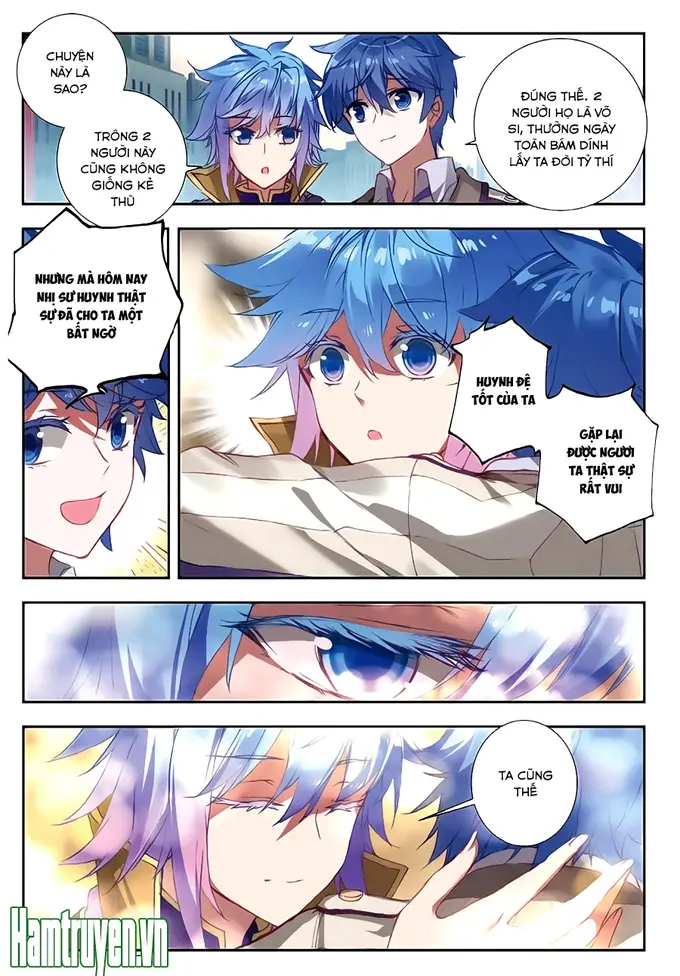 CHUYỆN
NÀY LÀ
SAO?
TRÔNG 2
NGƯỜI NÀY
CŨNG KHÔNG
GIỐNG KẺ
THÙ
ĐÚNG THẾ. 2
NGƯỜI HỌ LÀ VÕ
SI, THƯỜNG NGÀY
TOÀN BÁM DÍNH
LẤY TA ĐÒI TỶ THÍ
NHƯNG MÀ HÔM NAY
NHỊ SƯ HUYNH THẬT
SỰ ĐÃ CHO TA MỘT
BẤT NGỜ
HUYNH ĐỆ
TỐT CỦA TA
GẶP LẠI
ĐƯỢC NGƯƠI
TA THẬT SỰ
RẤT VUI
TA CŨNG
THẾ
Hamtruyen.vn